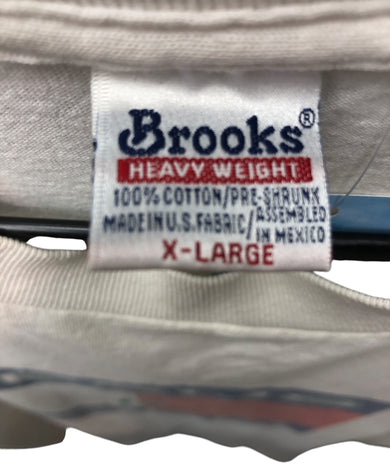 Brooks®
HEAVY WEIGHT
100% COTTON/PRE-SHRUNK
MADE IN U.S. FABRIC/ASSEMBLED IN MEXICO
X-LARGE